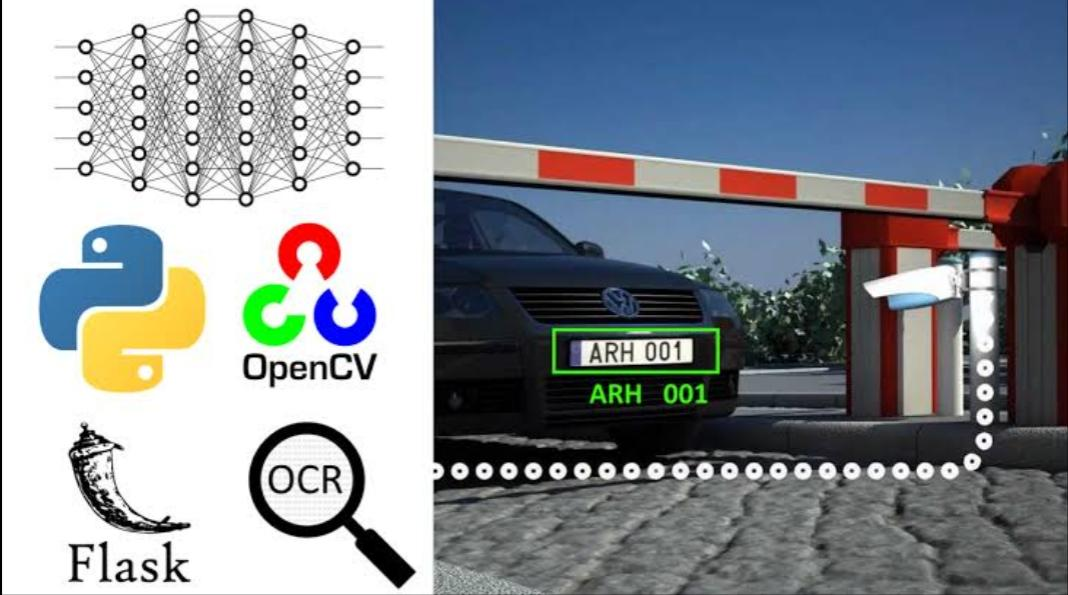 OpenCV
Flask
OCR
ARH 001
ARH 001